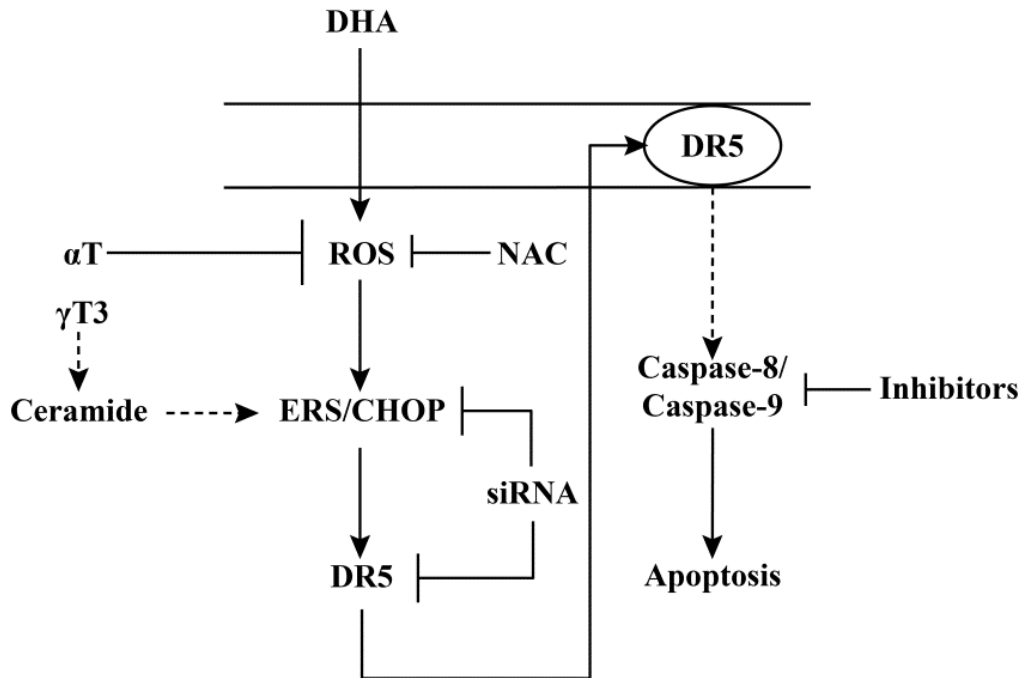 DHA
DR5
αT
ROS
NAC
γT3
Caspase-8/
Caspase-9
Inhibitors
Ceramide
ERS/CHOP
siRNA
DR5
Apoptosis